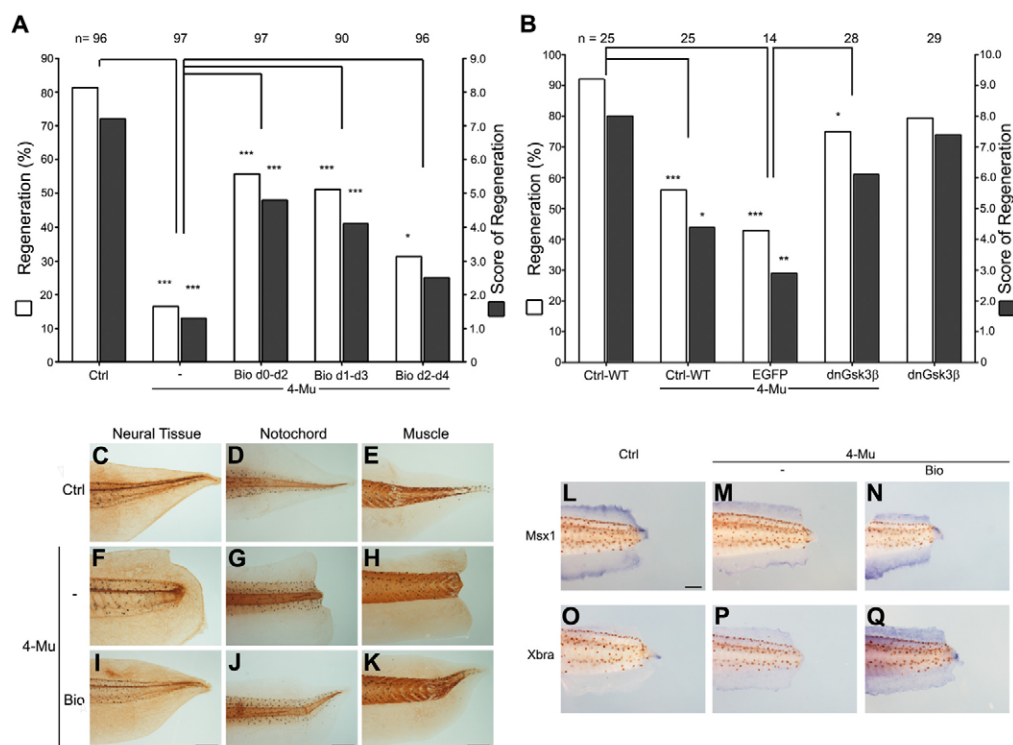 A
n= 96 97 97 90 96
Regeneration (%)
90
80
70
60
50
40
30
20
10
0
9.0
8.0
7.0
6.0
5.0
4.0
3.0
2.0
1.0
0
Score of Regeneration
*** *** *** *** *** *** *
Ctrl - Bio d0-d2 Bio d1-d3 Bio d2-d4
4-Mu
B
n = 25 25 14 28 29
Regeneration (%)
100
90
80
70
60
50
40
30
20
10
0
10.0
9.0
8.0
7.0
6.0
5.0
4.0
3.0
2.0
1.0
0
Score of Regeneration
*** * *** ** *
Ctrl-WT Ctrl-WT EGFP dnGsk3β dnGsk3β
4-Mu
Neural Tissue Notochord Muscle
Ctrl C D E
- F G H
4-Mu
Bio I J K
Ctrl 4-Mu
- Bio
Msx1 L M N
Xbra O P Q